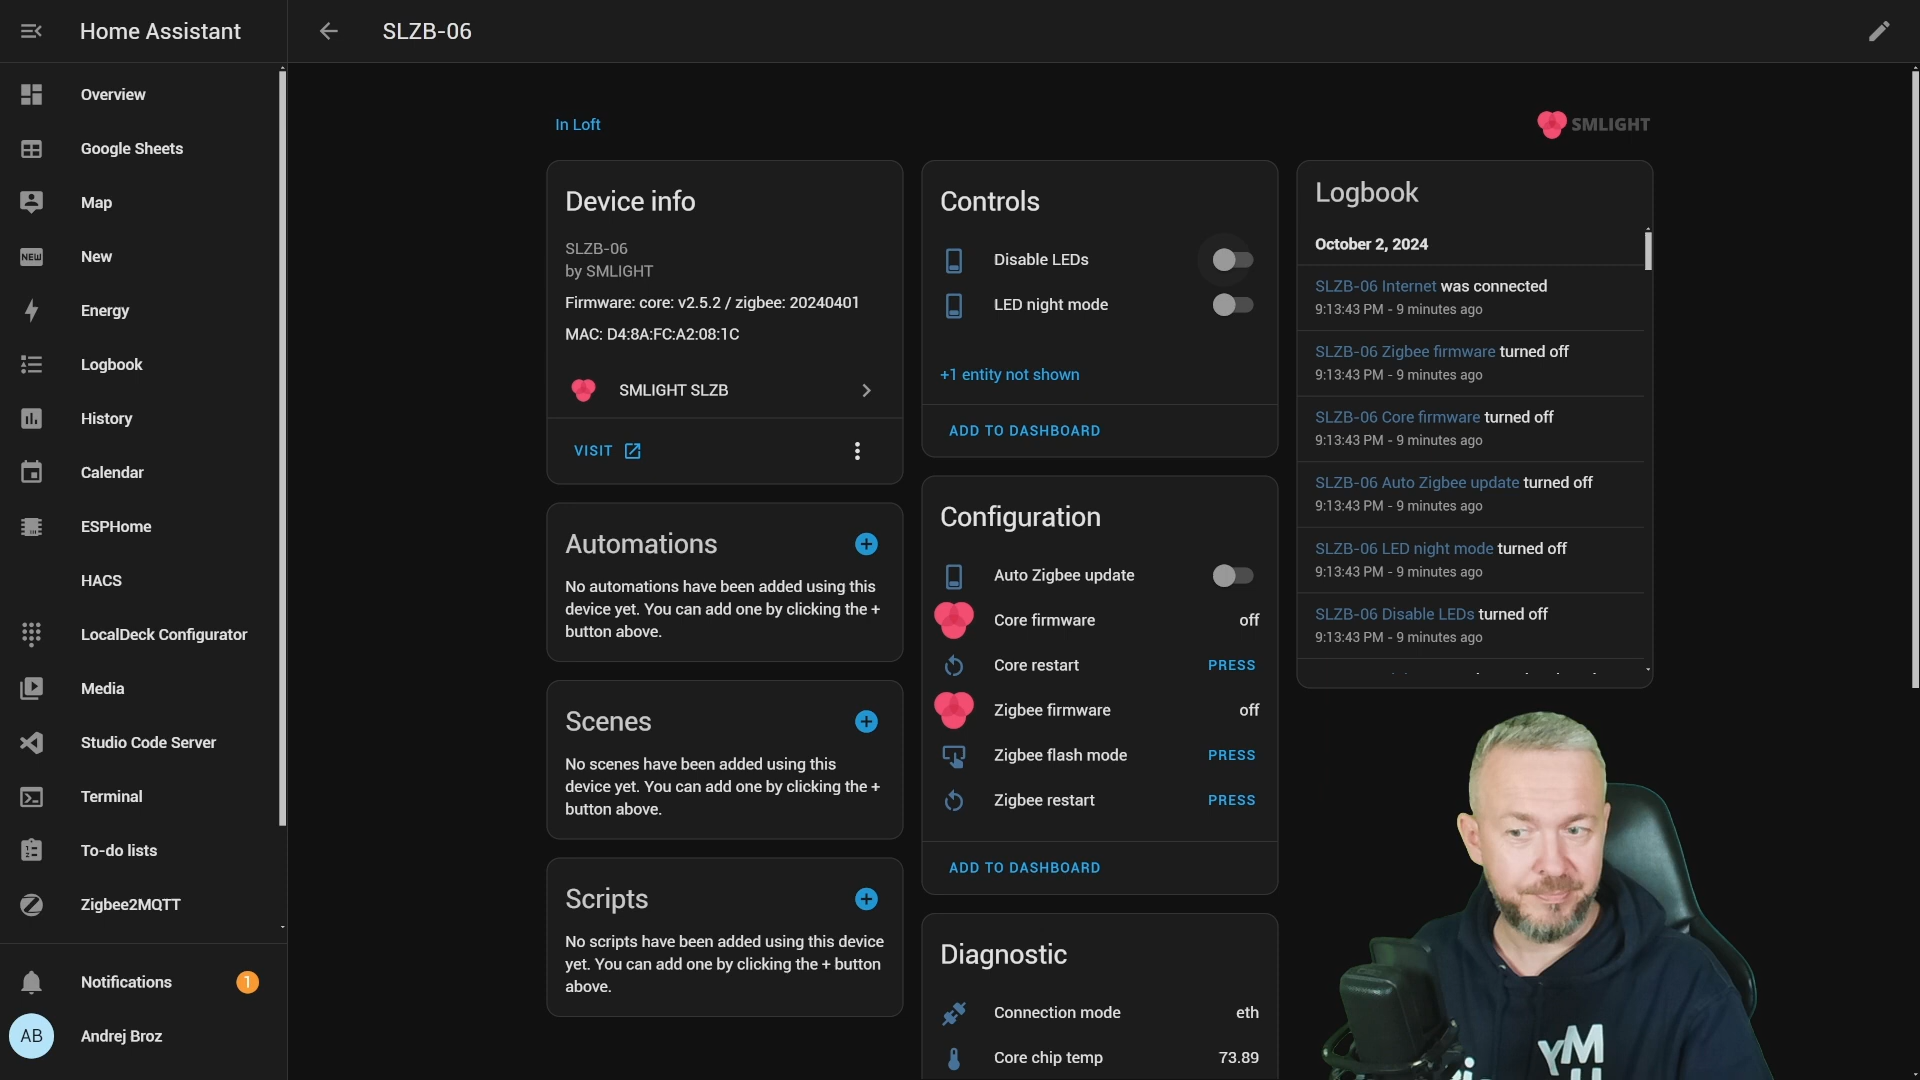 Home Assistant
SLZB-06
Overview
Google Sheets
Map
NEW
New
Energy
Logbook
History
Calendar
ESPHome
HACS
LocalDeck Configurator
Media
Studio Code Server
Terminal
To-do lists
Zigbee2MQTT
Notifications
1
AB
Andrej Broz
In Loft
SMLIGHT
Device info
SLZB-06
by SMLIGHT
Firmware: core: v2.5.2 / zigbee: 20240401
MAC: D4:8A:FC:A2:08:1C
SMLIGHT SLZB
VISIT
Automations
No automations have been added using this
device yet. You can add one by clicking the +
button above.
Scenes
No scenes have been added using this
device yet. You can add one by clicking the +
button above.
Scripts
No scripts have been added using this device
yet. You can add one by clicking the + button
above.
Controls
Disable LEDs
LED night mode
+1 entity not shown
ADD TO DASHBOARD
Configuration
Auto Zigbee update
Core firmware off
Core restart PRESS
Zigbee firmware off
Zigbee flash mode PRESS
Zigbee restart PRESS
ADD TO DASHBOARD
Diagnostic
Connection mode eth
Core chip temp 73.89
Logbook
October 2, 2024
SLZB-06 Internet was connected
9:13:43 PM - 9 minutes ago
SLZB-06 Zigbee firmware turned off
9:13:43 PM - 9 minutes ago
SLZB-06 Core firmware turned off
9:13:43 PM - 9 minutes ago
SLZB-06 Auto Zigbee update turned off
9:13:43 PM - 9 minutes ago
SLZB-06 LED night mode turned off
9:13:43 PM - 9 minutes ago
SLZB-06 Disable LEDs turned off
9:13:43 PM - 9 minutes ago